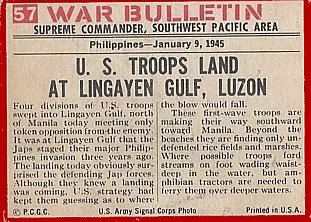 57 WAR BULLETIN
SUPREME COMMANDER, SOUTHWEST PACIFIC AREA
Philippines—January 9, 1945
U. S. TROOPS LAND
AT LINGAYEN GULF, LUZON
Four divisions of U.S. troops
swept into Lingayen Gulf, north
of Manila today meeting only
token opposition from the enemy.
It was at Lingayen Gulf that the
Japs staged their major Philip-
pines invasion three years ago.
The landing today obviously sur-
prised the defending Jap forces.
Although they knew a landing
was coming, U.S. strategy had
kept them guessing as to where
the blow would fall.
These first-wave troops are
making their way southward
toward Manila. Beyond the
beaches they are finding only un-
defended rice fields and marshes.
Where possible troops ford
streams on foot wading waist-
deep in the water, but am-
phibian tractors are needed to
ferry them over deeper waters.
© P.C.G.C.
U. S. Army Signal Corps Photo
Printed in U.S.A.